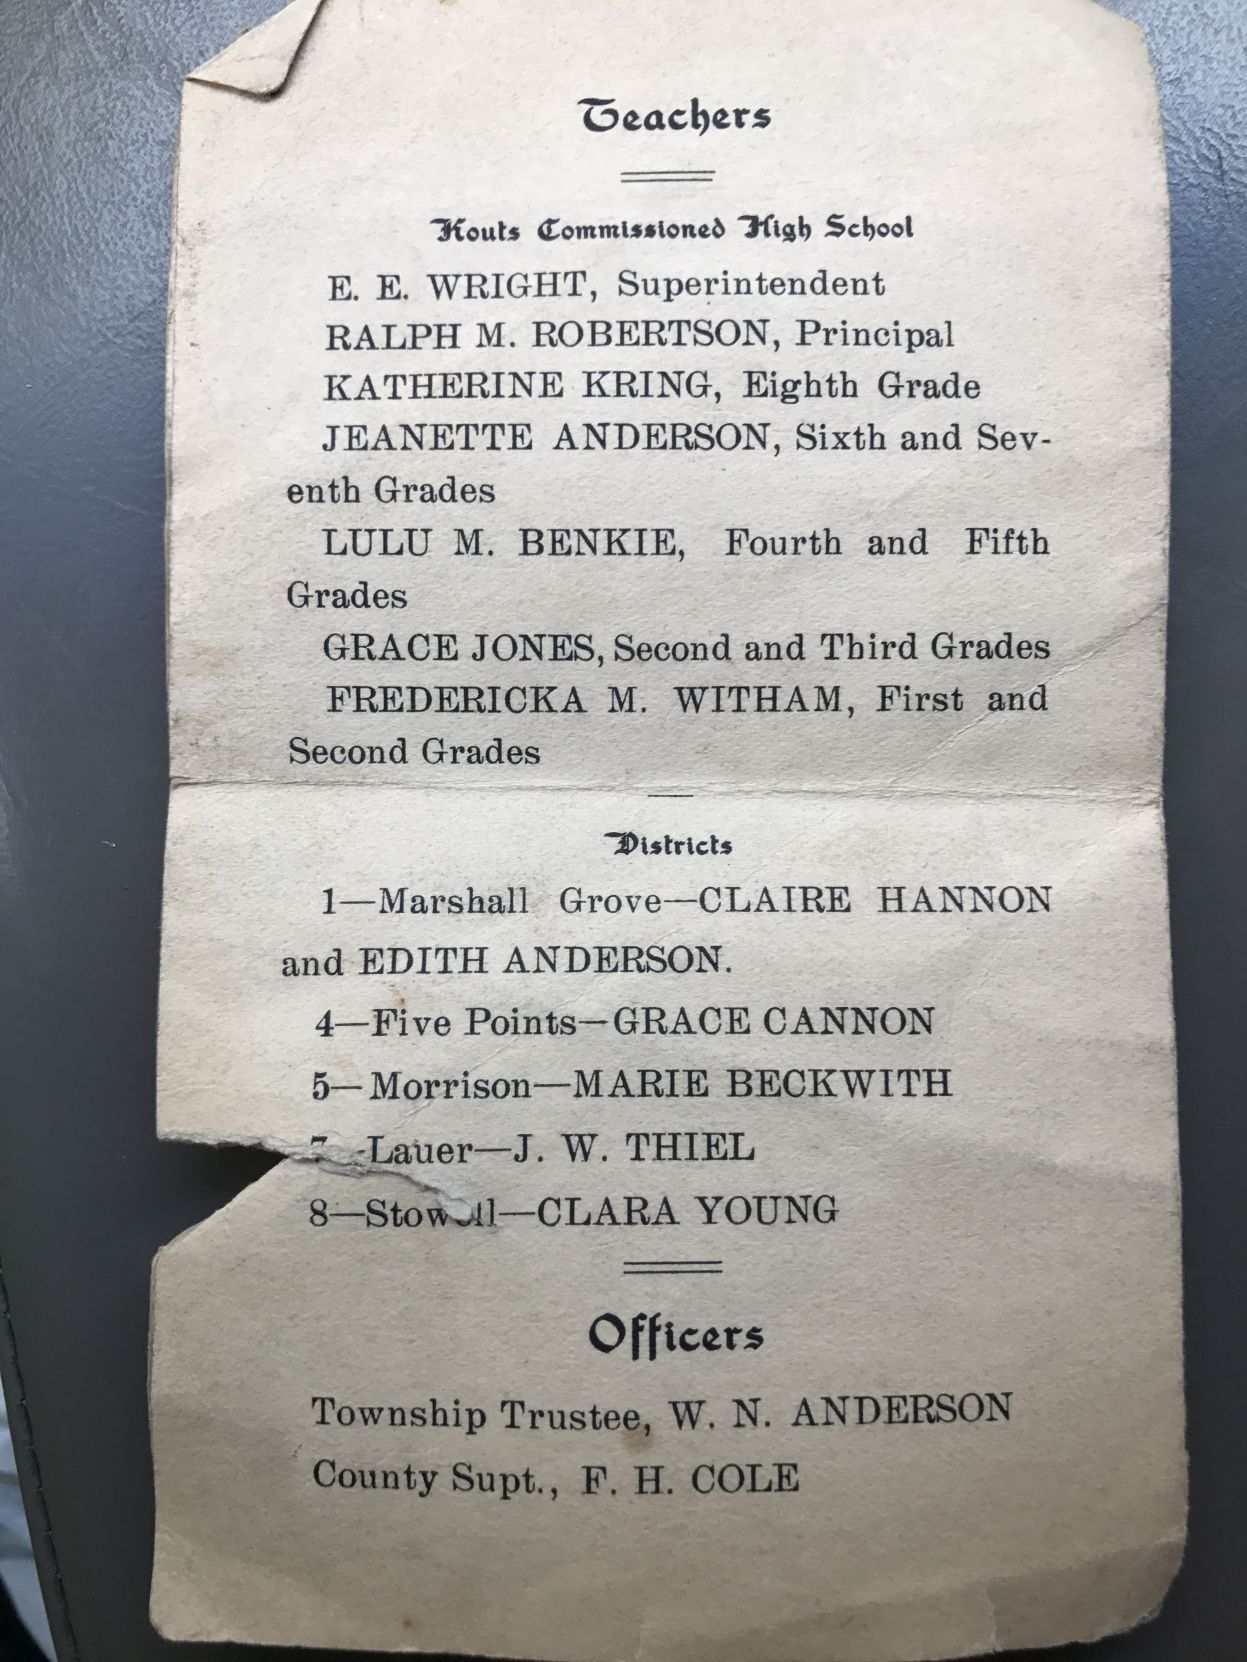 Teachers
Kouts Commissioned High School
E. E. WRIGHT, Superintendent
RALPH M. ROBERTSON, Principal
KATHERINE KRING, Eighth Grade
JEANETTE ANDERSON, Sixth and Sev-
enth Grades
LULU M. BENKIE, Fourth and Fifth
Grades
GRACE JONES, Second and Third Grades
FREDERICKA M. WITHAM, First and
Second Grades
Districts
1—Marshall Grove—CLAIRE HANNON
and EDITH ANDERSON.
4—Five Points—GRACE CANNON
5—Morrison—MARIE BECKWITH
7—Lauer—J. W. THIEL
8—Stowell—CLARA YOUNG
Officers
Township Trustee, W. N. ANDERSON
County Supt., F. H. COLE